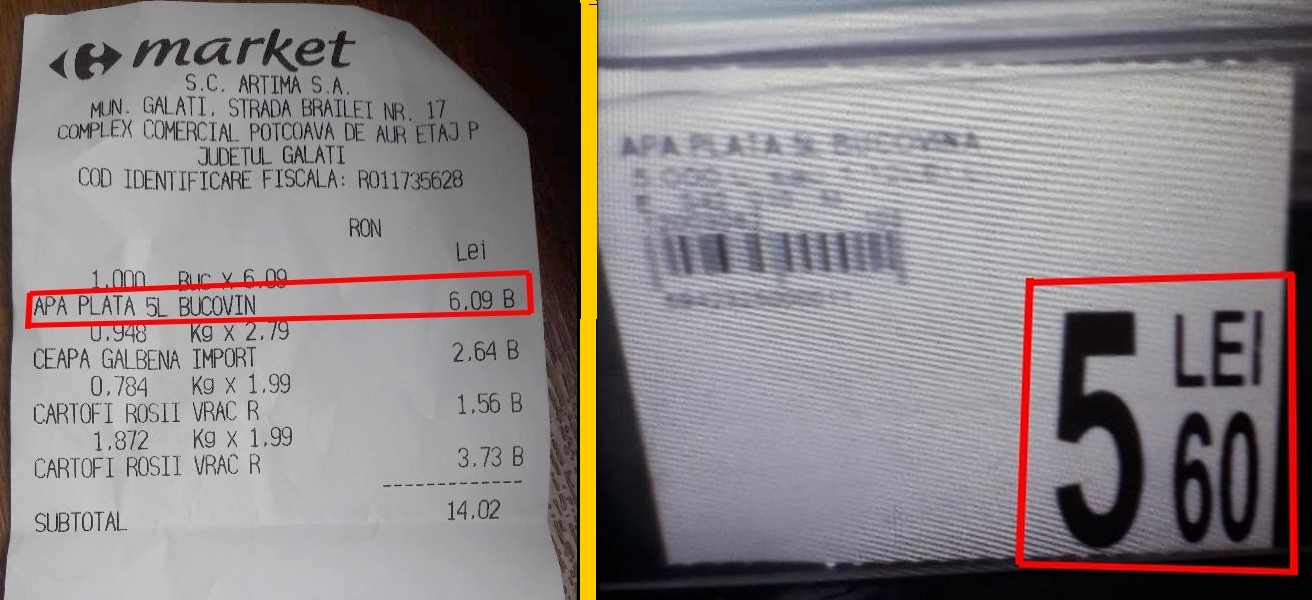 market
S.C. ARTIMA S.A.
MUN. GALATI, STRADA BRAILEI NR. 17
COMPLEX COMERCIAL POTCOAVA DE AUR ETAJ P
JUDETUL GALATI
COD IDENTIFICARE FISCALA: RO11735628
RON
Lei
1.000 Buc X 6.09
APA PLATA 5L BUCOVIN 6.09 B
0.948 Kg X 2.79
CEAPA GALBENA IMPORT 2.64 B
0.784 Kg X 1.99
CARTOFI ROSII VRAC R 1.56 B
1.872 Kg X 1.99
CARTOFI ROSII VRAC R 3.73 B
SUBTOTAL 14.02
APA PLATA 5L BUCOVINA
5 LEI
60